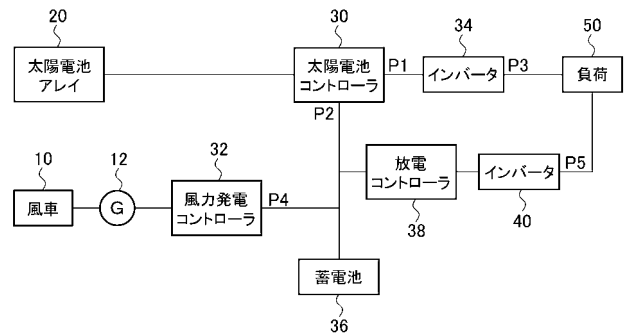 20
30
34
50
太陽電池
アレイ
太陽電池
コントローラ
P1
インバータ
P3
負荷
P2
10
12
32
風車
G
風力発電
コントローラ
P4
放電
コントローラ
38
インバータ
40
P5
蓄電池
36